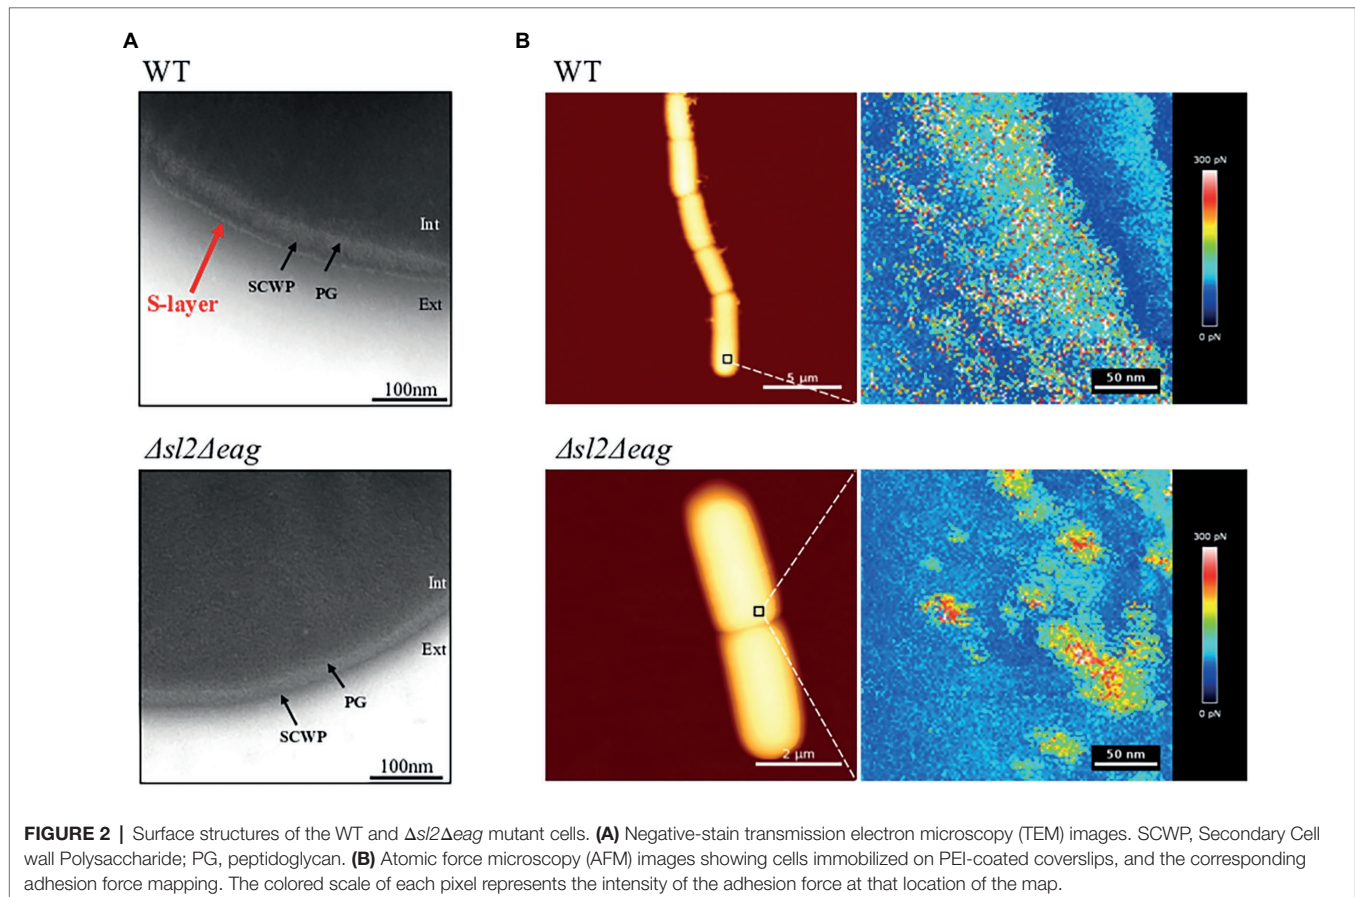 A
B
WT
WT
Int
SCWP
PG
S-layer
Ext
100nm
5 μm
300 pN
0 pN
50 nm
Δsl2Δeag
Δsl2Δeag
Int
Ext
PG
SCWP
100nm
2 μm
300 pN
0 pN
50 nm
FIGURE 2 | Surface structures of the WT and Δsl2Δeag mutant cells. (A) Negative-stain transmission electron microscopy (TEM) images. SCWP, Secondary Cell
wall Polysaccharide; PG, peptidoglycan. (B) Atomic force microscopy (AFM) images showing cells immobilized on PEI-coated coverslips, and the corresponding
adhesion force mapping. The colored scale of each pixel represents the intensity of the adhesion force at that location of the map.